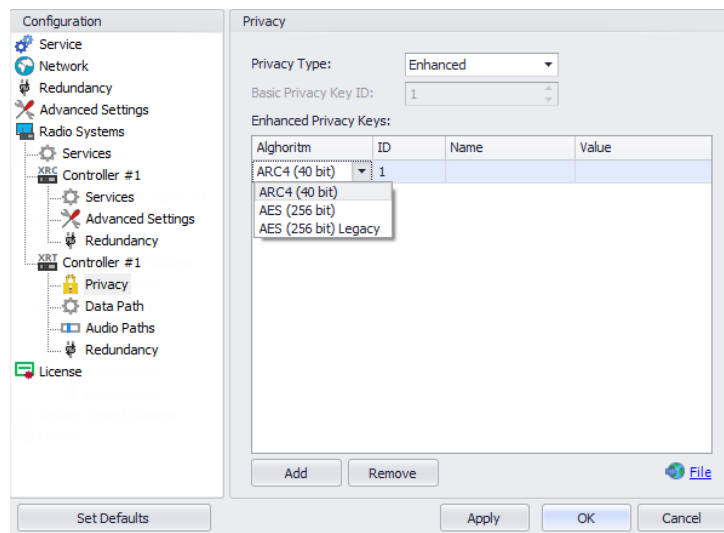 Configuration
Service
Network
Redundancy
Advanced Settings
Radio Systems
Services
XRC Controller #1
Services
Advanced Settings
Redundancy
XRT Controller #1
Privacy
Data Path
Audio Paths
Redundancy
License
Set Defaults
Privacy
Privacy Type: Enhanced
Basic Privacy Key ID: 1
Enhanced Privacy Keys:
Alghoritm ID Name Value
ARC4 (40 bit) 1
ARC4 (40 bit)
AES (256 bit)
AES (256 bit) Legacy
Add Remove File
Apply OK Cancel